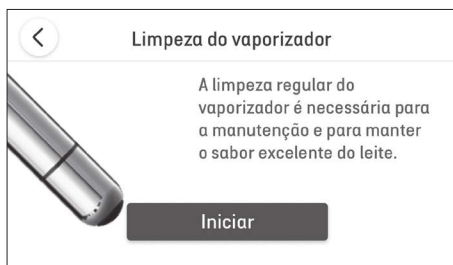 Limpeza do vaporizador
A limpeza regular do
vaporizador é necessária para
a manutenção e para manter
o sabor excelente do leite.
Iniciar